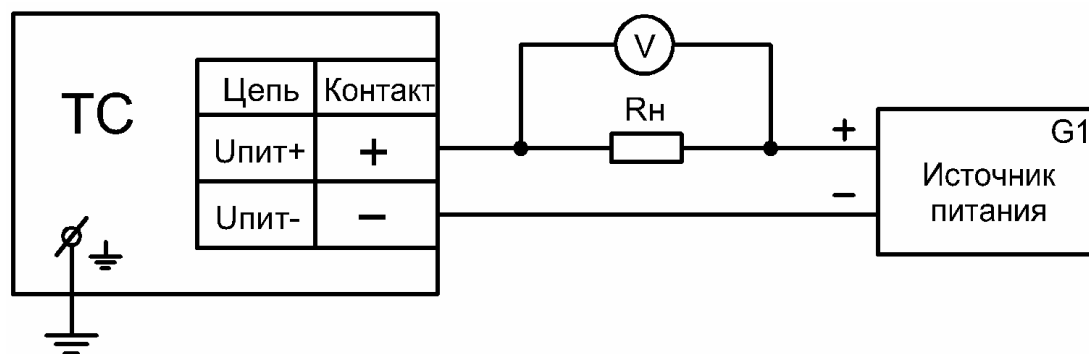 V
ТС
Цепь Контакт
Rн
+
G1
Uпит+ +
Источник
питания
−
Uпит- −